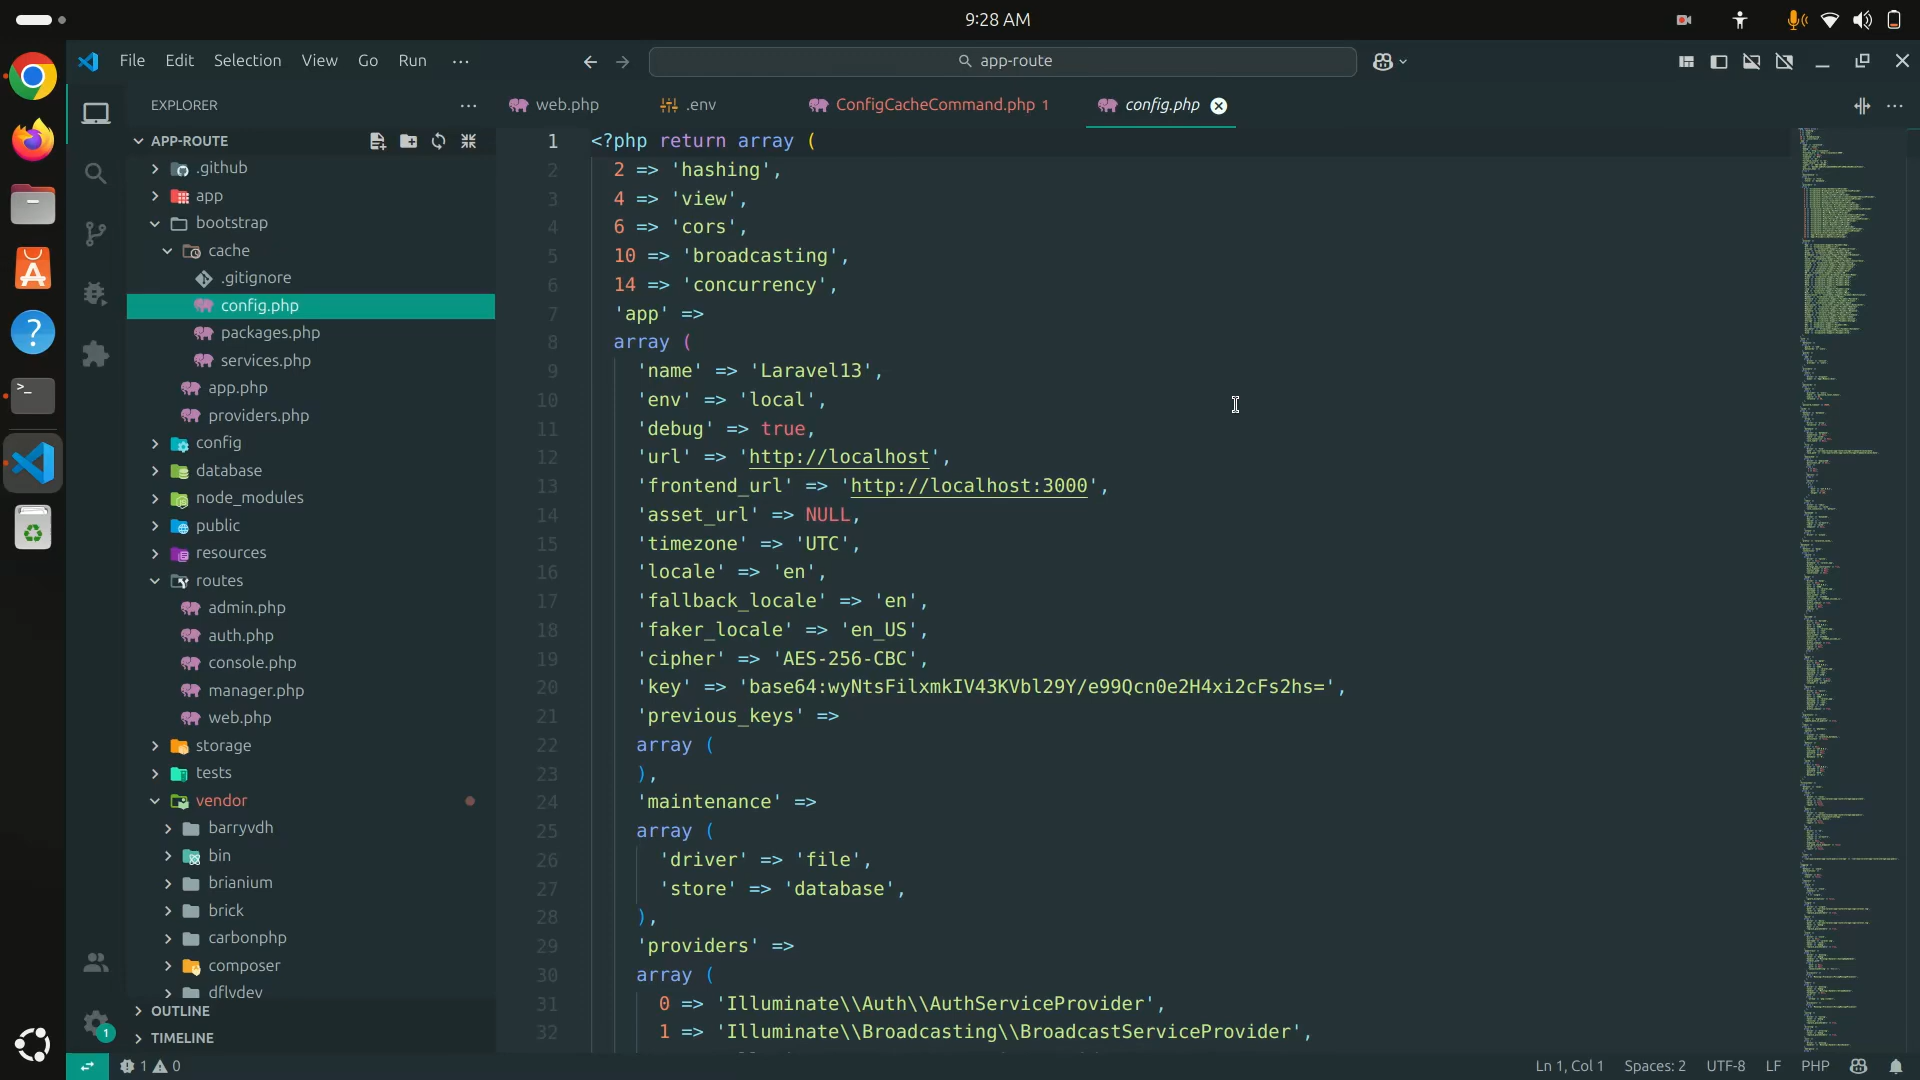 9:28 AM
File Edit Selection View Go Run ...
app-route
EXPLORER
web.php
.env
ConfigCacheCommand.php 1
config.php
APP-ROUTE
.github
app
bootstrap
cache
.gitignore
config.php
packages.php
services.php
app.php
providers.php
config
database
node_modules
public
resources
routes
admin.php
auth.php
console.php
manager.php
web.php
storage
tests
vendor
barryvdh
bin
brianium
brick
carbonphp
composer
dflydev
OUTLINE
TIMELINE
1 <?php return array (
2 2 => 'hashing',
3 4 => 'view',
4 6 => 'cors',
5 10 => 'broadcasting',
6 14 => 'concurrency',
7 'app' =>
8 array (
9 'name' => 'Laravel13',
10 'env' => 'local',
11 'debug' => true,
12 'url' => 'http://localhost',
13 'frontend_url' => 'http://localhost:3000',
14 'asset_url' => NULL,
15 'timezone' => 'UTC',
16 'locale' => 'en',
17 'fallback_locale' => 'en',
18 'faker_locale' => 'en_US',
19 'cipher' => 'AES-256-CBC',
20 'key' => 'base64:wyNtsFilxmkIV43KVbl29Y/e99Qcn0e2H4xi2cFs2hs=',
21 'previous_keys' =>
22 array (
23 ),
24 'maintenance' =>
25 array (
26 'driver' => 'file',
27 'store' => 'database',
28 ),
29 'providers' =>
30 array (
31 0 => 'Illuminate\\Auth\\AuthServiceProvider',
32 1 => 'Illuminate\\Broadcasting\\BroadcastServiceProvider',
1
1 0
Ln 1, Col 1 Spaces: 2 UTF-8 LF PHP